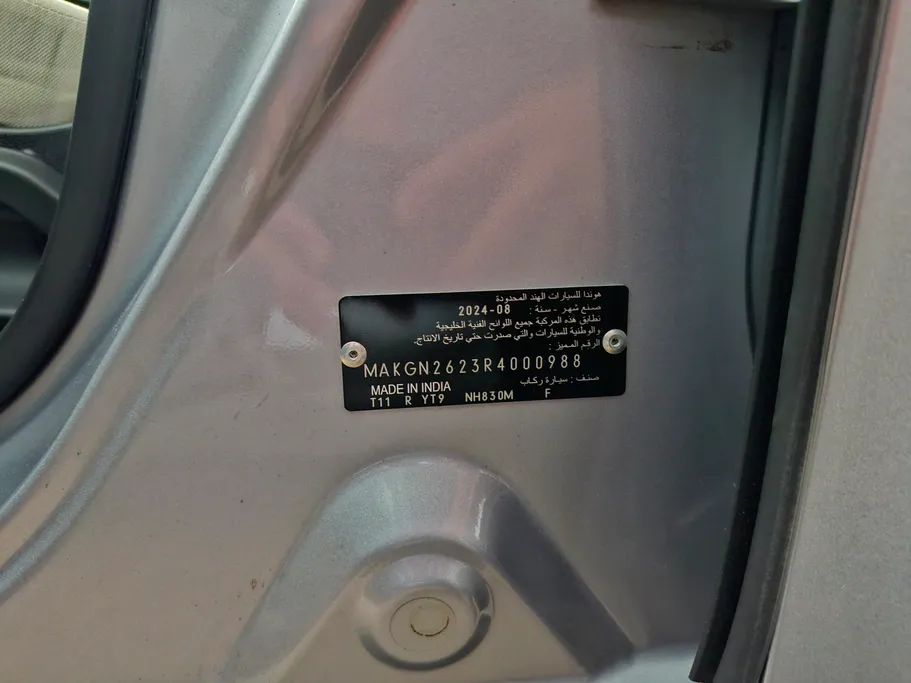 هوندا للسيارات الهند المحدودة
صنع شهر - سنة : 2024-08
تطابق هذه المركبة جميع اللوائح الفنية الخليجية
والوطنية للسيارات والتي صدرت حتى تاريخ الانتاج.
الرقم المميز :
MAKGN2623R4000988
صنف : سيارة ركاب
MADE IN INDIA
T11 R YT9 NH830M F